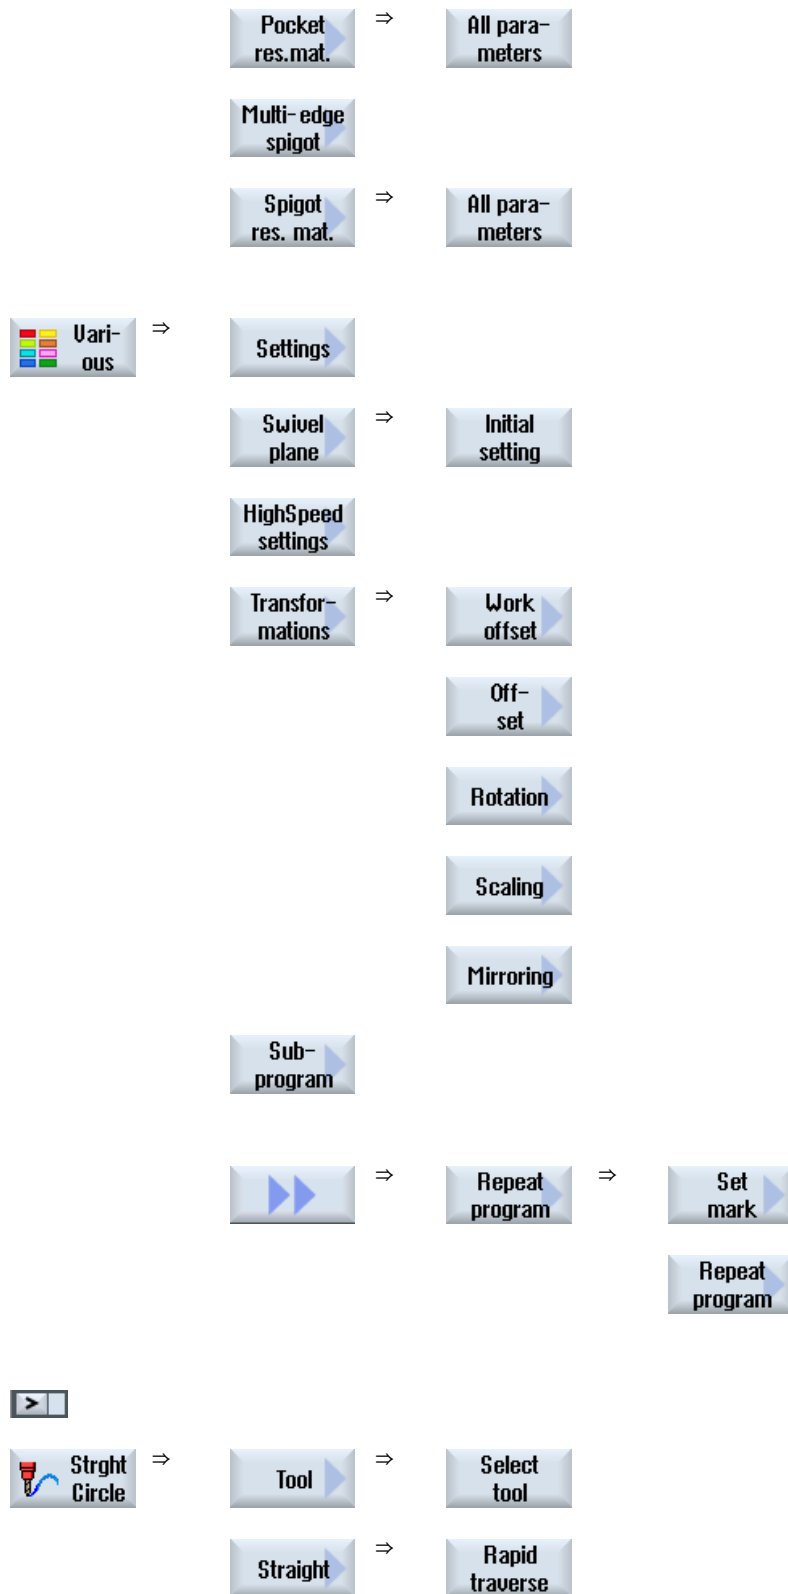 Pocket
res.mat.
⇒
All para-
meters
Multi-edge
spigot
Spigot
res. mat.
⇒
All para-
meters
Vari-
ous
⇒
Settings
Swivel
plane
⇒
Initial
setting
HighSpeed
settings
Transfor-
mations
⇒
Work
offset
Off-
set
Rotation
Scaling
Mirroring
Sub-
program
⇒
Repeat
program
⇒
Set
mark
Repeat
program
>
Strght
Circle
⇒
Tool
⇒
Select
tool
Straight
⇒
Rapid
traverse